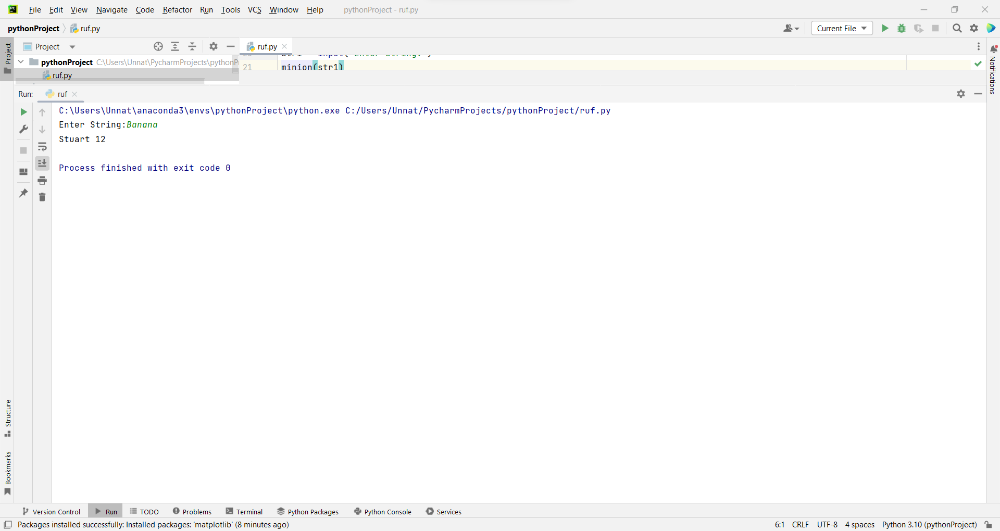 PC File Edit View Navigate Code Refactor Run Tools VCS Window Help pythonProject - ruf.py
pythonProject ruf.py Current File
Project ruf.py
Project
pythonProject C:\Users\Unnat\PycharmProjects\pythonP
21 minion(str1)
ruf.py
Notifications
Run: ruf
C:\Users\Unnat\anaconda3\envs\pythonProject\python.exe C:/Users/Unnat/PycharmProjects/pythonProject/ruf.py
Enter String:Banana
Stuart 12
Process finished with exit code 0
Structure
Bookmarks
Version Control Run TODO Problems Terminal Python Packages Python Console Services
Packages installed successfully: Installed packages: 'matplotlib' (8 minutes ago) 6:1 CRLF UTF-8 4 spaces Python 3.10 (pythonProject)